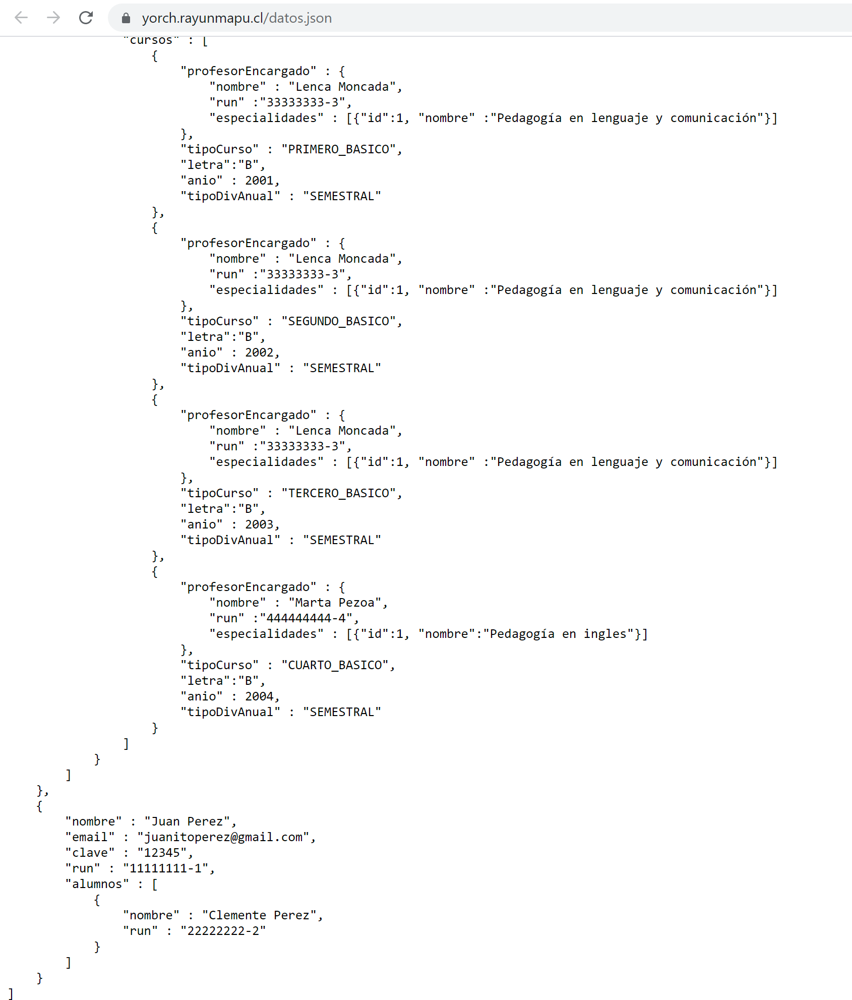 yorch.rayunmapu.cl/datos.json
"cursos" : [
{
"profesorEncargado" : {
"nombre" : "Lenca Moncada",
"run" :"33333333-3",
"especialidades" : [{"id":1, "nombre" :"Pedagogía en lenguaje y comunicación"}]
},
"tipoCurso" : "PRIMERO_BASICO",
"letra":"B",
"anio" : 2001,
"tipoDivAnual" : "SEMESTRAL"
},
{
"profesorEncargado" : {
"nombre" : "Lenca Moncada",
"run" :"33333333-3",
"especialidades" : [{"id":1, "nombre" :"Pedagogía en lenguaje y comunicación"}]
},
"tipoCurso" : "SEGUNDO_BASICO",
"letra":"B",
"anio" : 2002,
"tipoDivAnual" : "SEMESTRAL"
},
{
"profesorEncargado" : {
"nombre" : "Lenca Moncada",
"run" :"33333333-3",
"especialidades" : [{"id":1, "nombre" :"Pedagogía en lenguaje y comunicación"}]
},
"tipoCurso" : "TERCERO_BASICO",
"letra":"B",
"anio" : 2003,
"tipoDivAnual" : "SEMESTRAL"
},
{
"profesorEncargado" : {
"nombre" : "Marta Pezoa",
"run" :"444444444-4",
"especialidades" : [{"id":1, "nombre":"Pedagogía en ingles"}]
},
"tipoCurso" : "CUARTO_BASICO",
"letra":"B",
"anio" : 2004,
"tipoDivAnual" : "SEMESTRAL"
}
]
}
]
},
{
"nombre" : "Juan Perez",
"email" : "juanitoperez@gmail.com",
"clave" : "12345",
"run" : "11111111-1",
"alumnos" : [
{
"nombre" : "Clemente Perez",
"run" : "22222222-2"
}
]
}
]